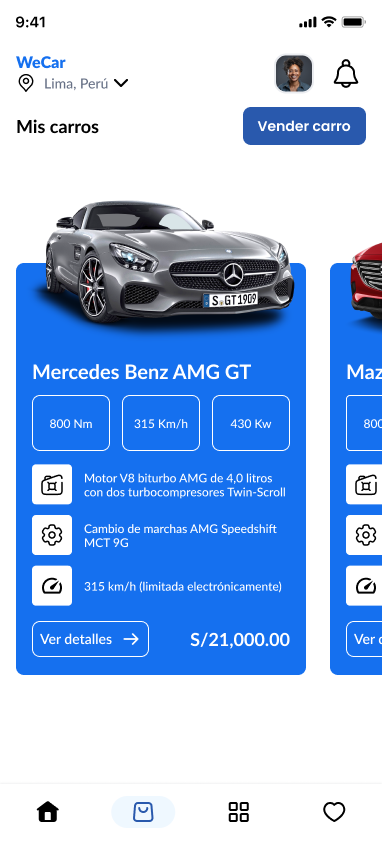 9:41
WeCar
Lima, Perú
Mis carros
Vender carro
S GT1909
Mercedes Benz AMG GT
800 Nm
315 Km/h
430 Kw
Motor V8 biturbo AMG de 4,0 litros
con dos turbocompresores Twin-Scroll
Cambio de marchas AMG Speedshift
MCT 9G
315 km/h (limitada electrónicamente)
Ver detalles
S/21,000.00
Maz
800
Ver d